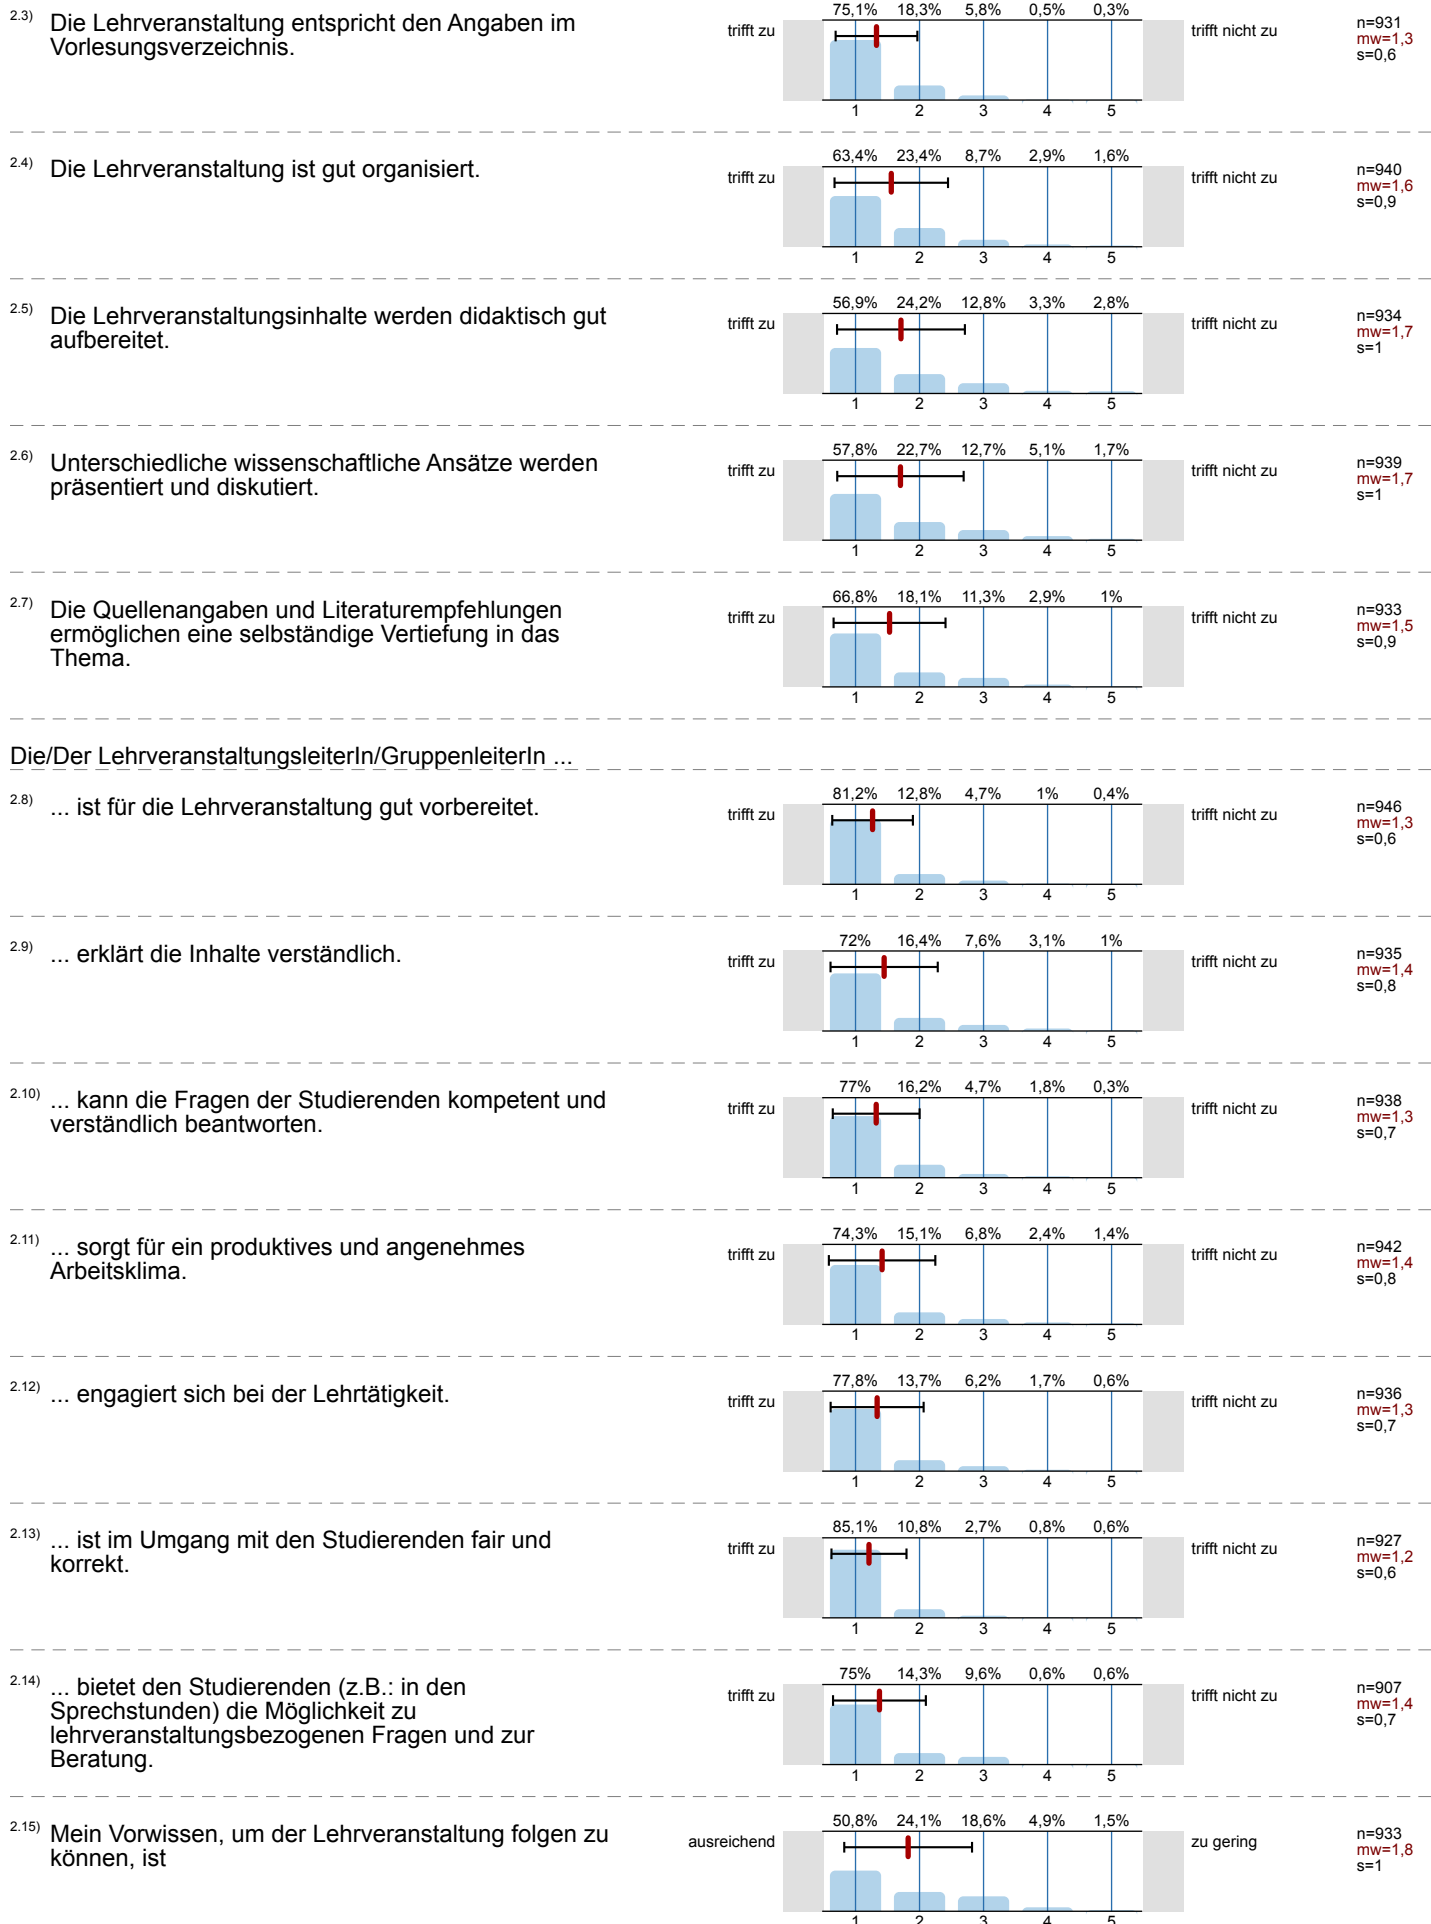 2.3) Die Lehrveranstaltung entspricht den Angaben im
Vorlesungsverzeichnis.
trifft zu
75,1% 18,3% 5,8% 0,5% 0,3%
1 2 3 4 5
trifft nicht zu
n=931
mw=1,3
s=0,6
2.4) Die Lehrveranstaltung ist gut organisiert.
trifft zu
63,4% 23,4% 8,7% 2,9% 1,6%
1 2 3 4 5
trifft nicht zu
n=940
mw=1,6
s=0,9
2.5) Die Lehrveranstaltungsinhalte werden didaktisch gut
aufbereitet.
trifft zu
56,9% 24,2% 12,8% 3,3% 2,8%
1 2 3 4 5
trifft nicht zu
n=934
mw=1,7
s=1
2.6) Unterschiedliche wissenschaftliche Ansätze werden
präsentiert und diskutiert.
trifft zu
57,8% 22,7% 12,7% 5,1% 1,7%
1 2 3 4 5
trifft nicht zu
n=939
mw=1,7
s=1
2.7) Die Quellenangaben und Literaturempfehlungen
ermöglichen eine selbständige Vertiefung in das
Thema.
trifft zu
66,8% 18,1% 11,3% 2,9% 1%
1 2 3 4 5
trifft nicht zu
n=933
mw=1,5
s=0,9
Die/Der LehrveranstaltungsleiterIn/GruppenleiterIn ...
2.8) ... ist für die Lehrveranstaltung gut vorbereitet.
trifft zu
81,2% 12,8% 4,7% 1% 0,4%
1 2 3 4 5
trifft nicht zu
n=946
mw=1,3
s=0,6
2.9) ... erklärt die Inhalte verständlich.
trifft zu
72% 16,4% 7,6% 3,1% 1%
1 2 3 4 5
trifft nicht zu
n=935
mw=1,4
s=0,8
2.10) ... kann die Fragen der Studierenden kompetent und
verständlich beantworten.
trifft zu
77% 16,2% 4,7% 1,8% 0,3%
1 2 3 4 5
trifft nicht zu
n=938
mw=1,3
s=0,7
2.11) ... sorgt für ein produktives und angenehmes
Arbeitsklima.
trifft zu
74,3% 15,1% 6,8% 2,4% 1,4%
1 2 3 4 5
trifft nicht zu
n=942
mw=1,4
s=0,8
2.12) ... engagiert sich bei der Lehrtätigkeit.
trifft zu
77,8% 13,7% 6,2% 1,7% 0,6%
1 2 3 4 5
trifft nicht zu
n=936
mw=1,3
s=0,7
2.13) ... ist im Umgang mit den Studierenden fair und
korrekt.
trifft zu
85,1% 10,8% 2,7% 0,8% 0,6%
1 2 3 4 5
trifft nicht zu
n=927
mw=1,2
s=0,6
2.14) ... bietet den Studierenden (z.B.: in den
Sprechstunden) die Möglichkeit zu
lehrveranstaltungsbezogenen Fragen und zur
Beratung.
trifft zu
75% 14,3% 9,6% 0,6% 0,6%
1 2 3 4 5
trifft nicht zu
n=907
mw=1,4
s=0,7
2.15) Mein Vorwissen, um der Lehrveranstaltung folgen zu
können, ist
ausreichend
50,8% 24,1% 18,6% 4,9% 1,5%
1 2 3 4 5
zu gering
n=933
mw=1,8
s=1